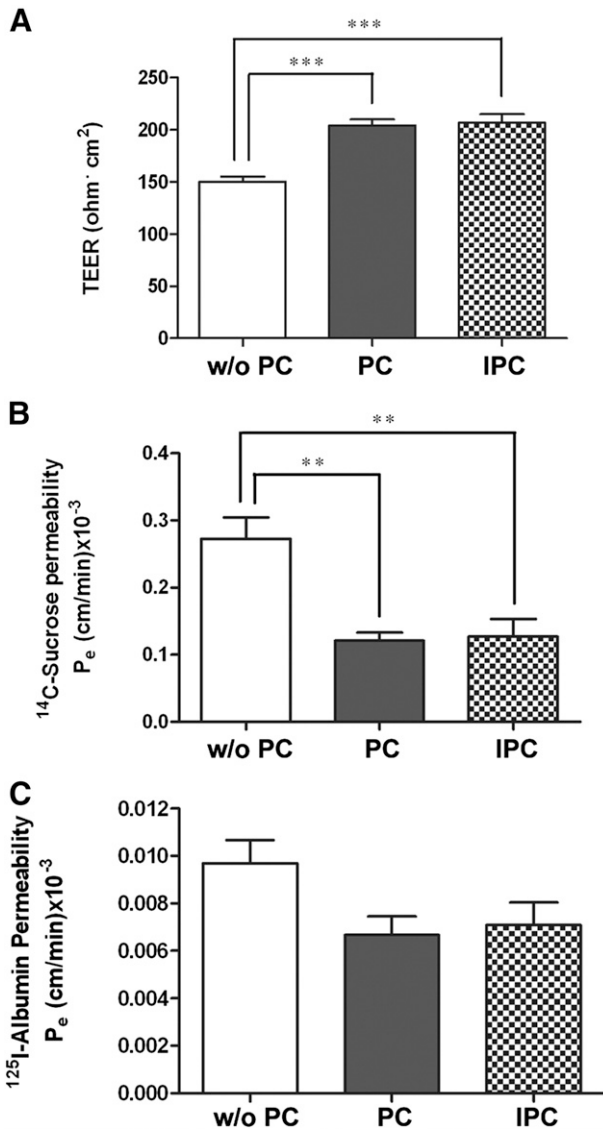 A
***
***
250
200
150
100
50
0
TEER (ohm· cm²)
w/o PC PC IPC
B
**
**
0.4
0.3
0.2
0.1
0.0
¹⁴C-Sucrose permeability
Pₑ (cm/min)x10⁻³
w/o PC PC IPC
C
0.012
0.010
0.008
0.006
0.004
0.002
0.000
¹²⁵I-Albumin Permeability
Pₑ (cm/min)x10⁻³
w/o PC PC IPC